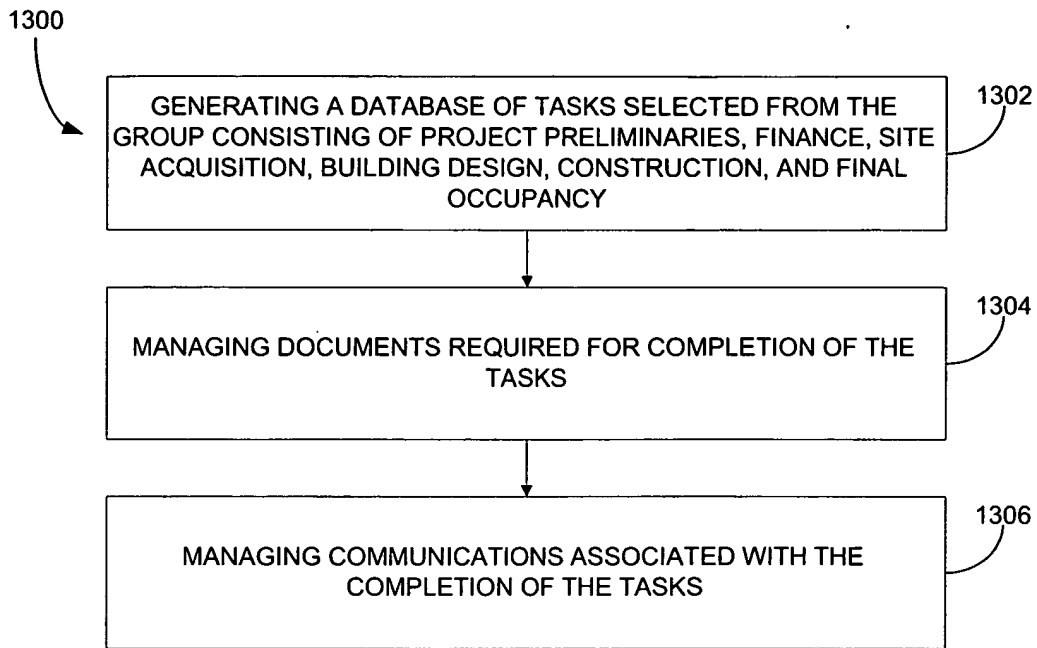 1300
GENERATING A DATABASE OF TASKS SELECTED FROM THE
GROUP CONSISTING OF PROJECT PRELIMINARIES, FINANCE, SITE
ACQUISITION, BUILDING DESIGN, CONSTRUCTION, AND FINAL
OCCUPANCY
1302
MANAGING DOCUMENTS REQUIRED FOR COMPLETION OF THE
TASKS
1304
MANAGING COMMUNICATIONS ASSOCIATED WITH THE
COMPLETION OF THE TASKS
1306